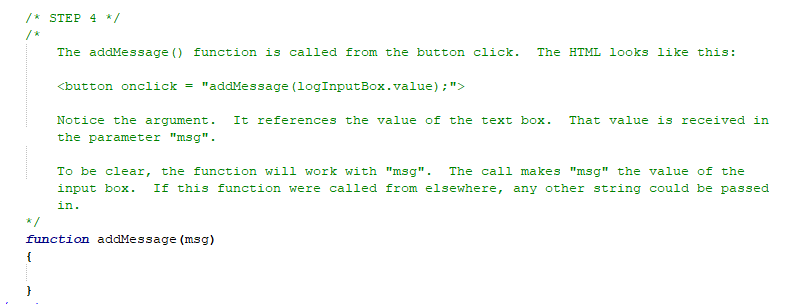 /* STEP 4 */
/*
The addMessage() function is called from the button click.  The HTML looks like this:
<button onclick = "addMessage(logInputBox.value);">
Notice the argument.  It references the value of the text box.  That value is received in
the parameter "msg".
To be clear, the function will work with "msg".  The call makes "msg" the value of the
input box.  If this function were called from elsewhere, any other string could be passed
in.
*/
function addMessage(msg)
{
}